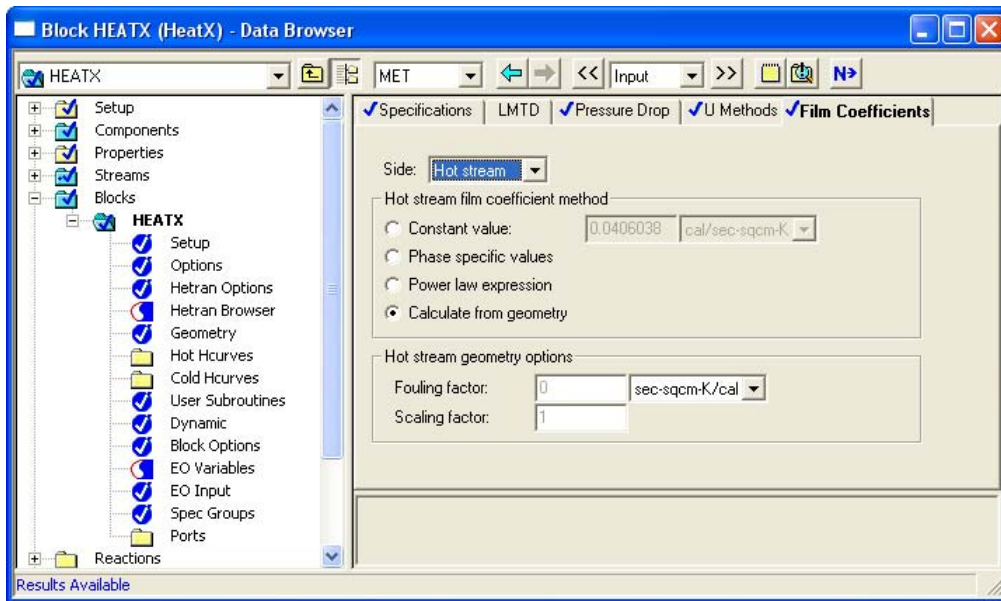 Block HEATX (HeatX) - Data Browser
HEATX MET << Input >> N>
Setup
Components
Properties
Streams
Blocks
HEATX
Setup
Options
Hetran Options
Hetran Browser
Geometry
Hot Hcurves
Cold Hcurves
User Subroutines
Dynamic
Block Options
EO Variables
EO Input
Spec Groups
Ports
Reactions
Specifications LMTD Pressure Drop U Methods Film Coefficients
Side: Hot stream
Hot stream film coefficient method
Constant value: 0.0406038 cal/sec-sqcm-K
Phase specific values
Power law expression
Calculate from geometry
Hot stream geometry options
Fouling factor: 0 sec-sqcm-K/cal
Scaling factor: 1
Results Available